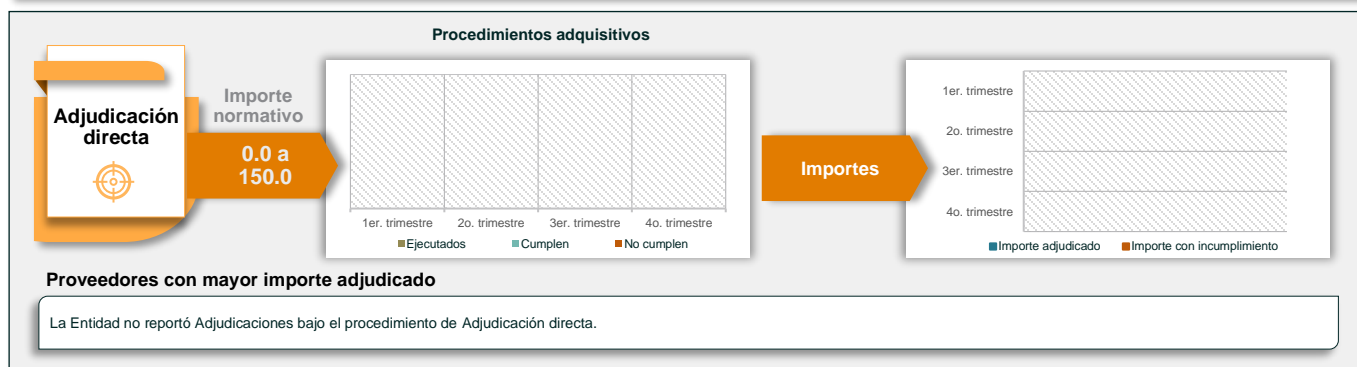 Procedimientos adquisitivos
Adjudicación
directa
Importe
normativo
0.0 a
150.0
1er. trimestre
2o. trimestre
3er. trimestre
4o. trimestre
Ejecutados
Cumplen
No cumplen
Importes
1er. trimestre
2o. trimestre
3er. trimestre
4o. trimestre
Importe adjudicado
Importe con incumplimiento
Proveedores con mayor importe adjudicado
La Entidad no reportó Adjudicaciones bajo el procedimiento de Adjudicación directa.